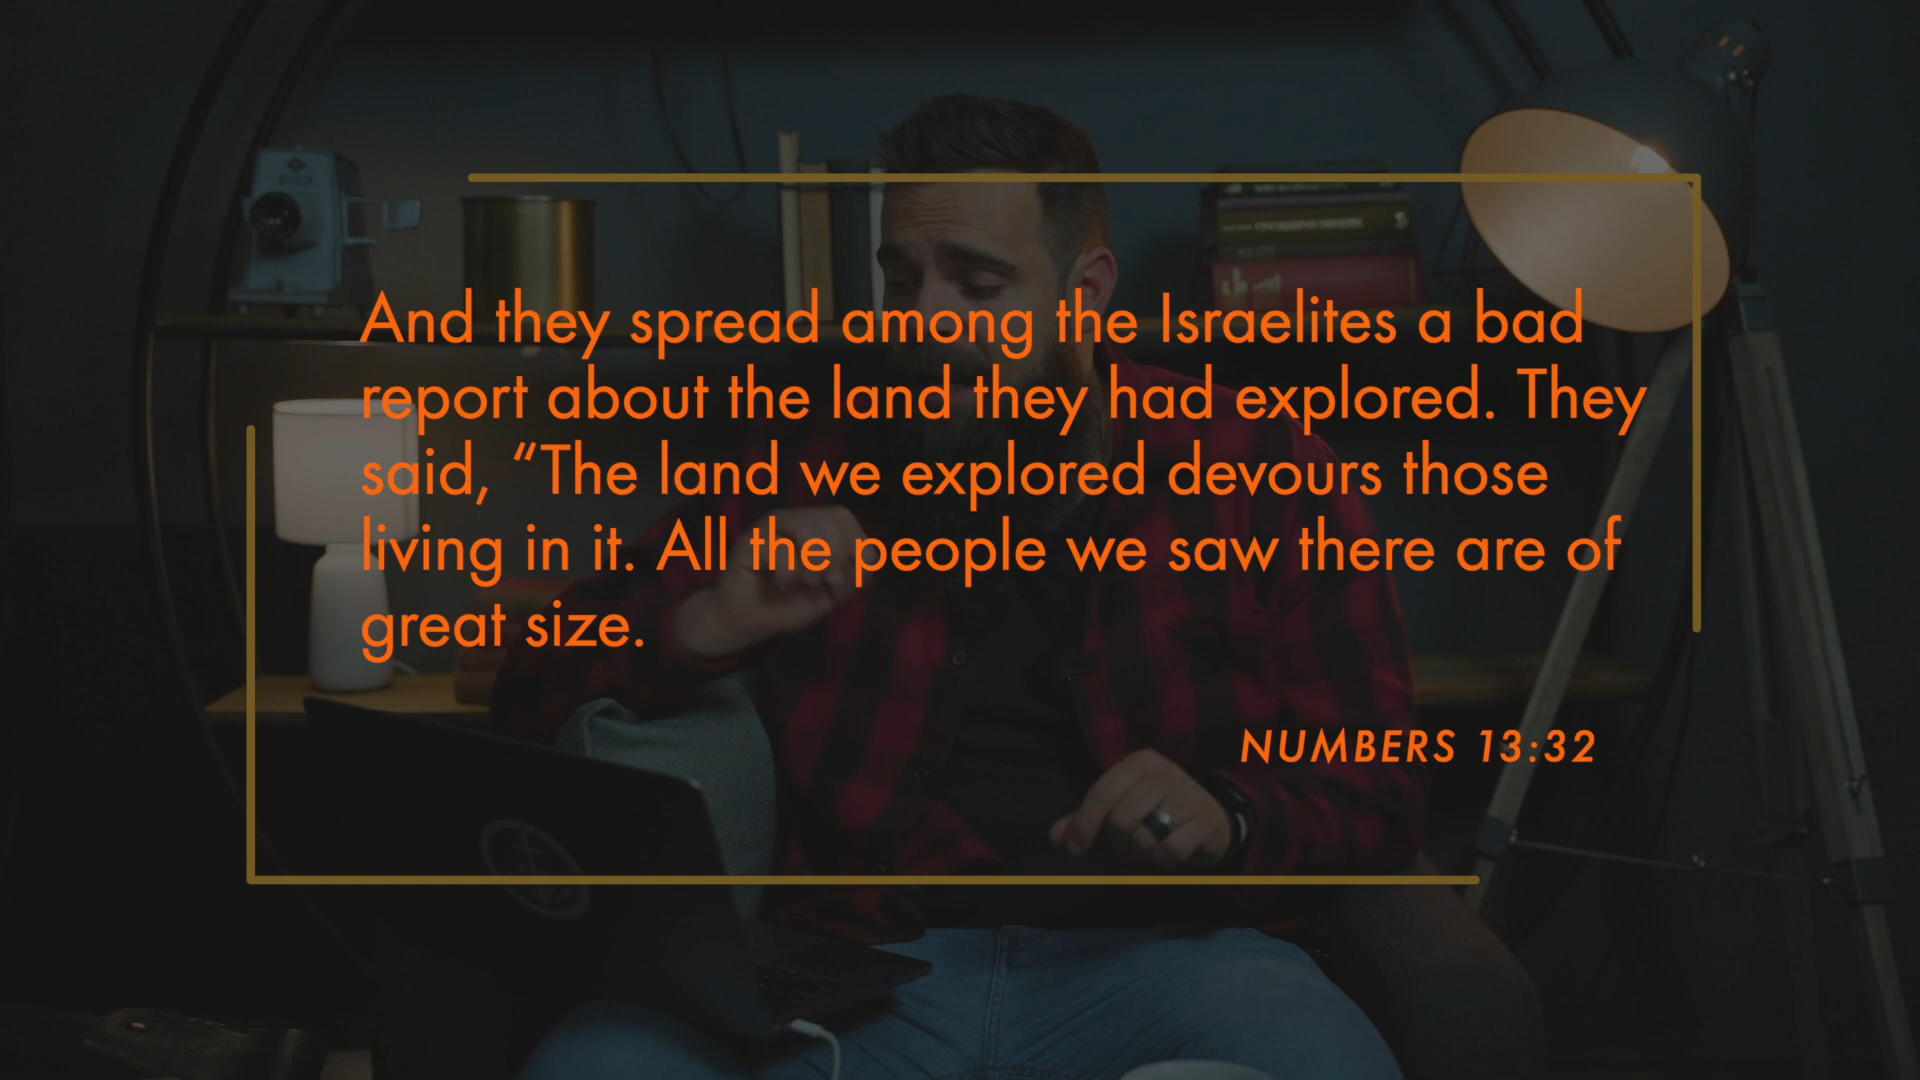 And they spread among the Israelites a bad
report about the land they had explored. They
said, “The land we explored devours those
living in it. All the people we saw there are of
great size.
NUMBERS 13:32